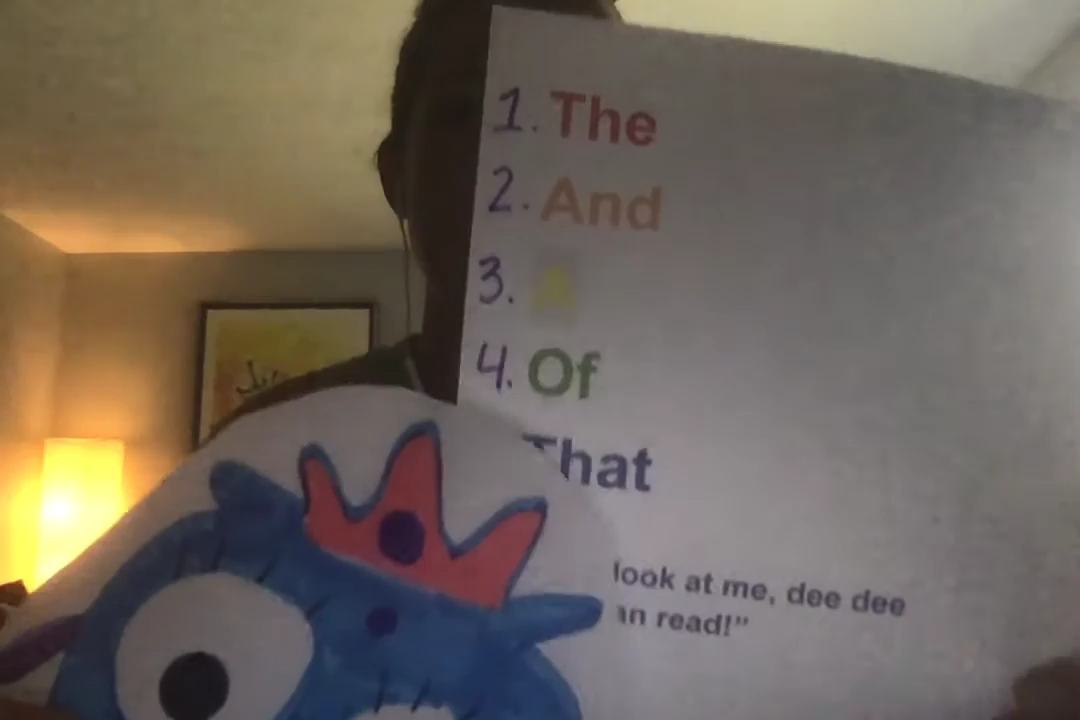 1. The
2. And
3. A
4. Of
That
look at me, dee dee
an read!”